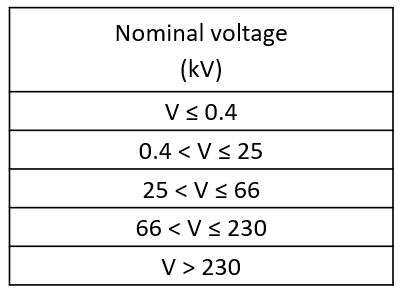 Nominal voltage
(kV)
V ≤ 0.4
0.4 < V ≤ 25
25 < V ≤ 66
66 < V ≤ 230
V > 230